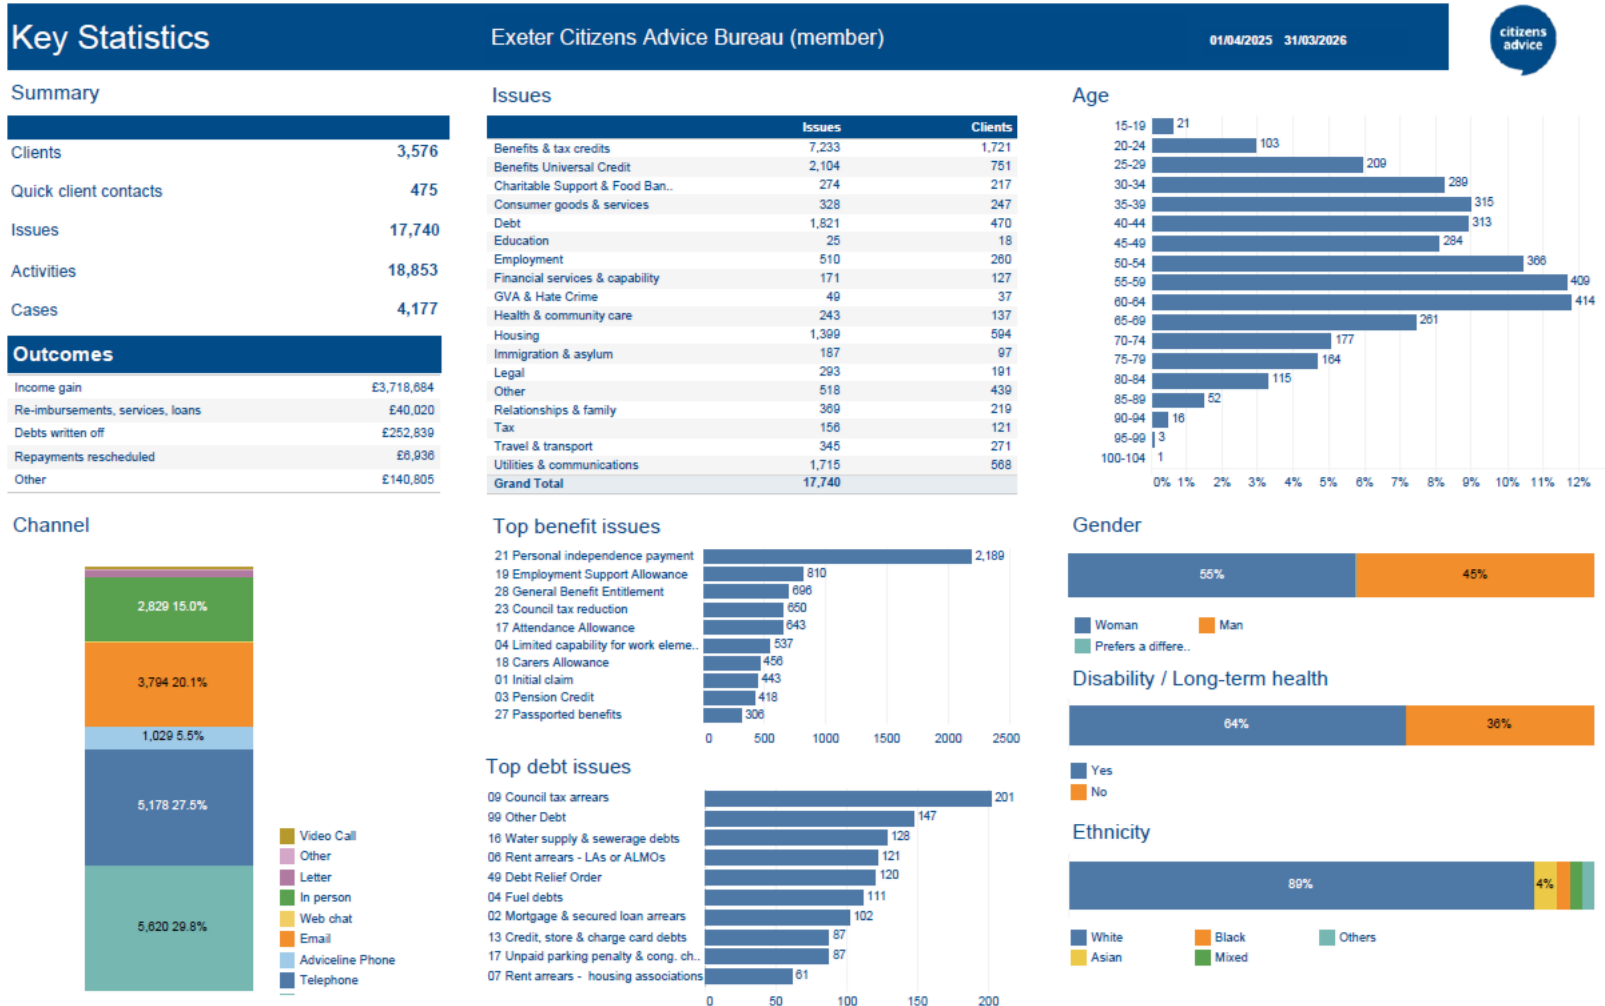 Key Statistics
Exeter Citizens Advice Bureau (member)
01/04/2025 31/03/2026
citizens
advice
Summary
Clients 3,576
Quick client contacts 475
Issues 17,740
Activities 18,853
Cases 4,177
Outcomes
Income gain £3,718,684
Re-imbursements, services, loans £40,020
Debts written off £252,839
Repayments rescheduled £6,936
Other £140,805
Issues
Issues Clients
Benefits & tax credits 7,233 1,721
Benefits Universal Credit 2,104 751
Charitable Support & Food Ban.. 274 217
Consumer goods & services 328 247
Debt 1,821 470
Education 25 18
Employment 510 260
Financial services & capability 171 127
GVA & Hate Crime 49 37
Health & community care 243 137
Housing 1,399 594
Immigration & asylum 187 97
Legal 293 191
Other 518 439
Relationships & family 369 219
Tax 156 121
Travel & transport 345 271
Utilities & communications 1,715 568
Grand Total 17,740
Age
15-19 21
20-24 103
25-29 209
30-34 289
35-39 315
40-44 313
45-49 284
50-54 366
55-59 409
60-64 414
65-69 261
70-74 177
75-79 164
80-84 115
85-89 52
90-94 16
95-99 3
100-104 1
0% 1% 2% 3% 4% 5% 6% 7% 8% 9% 10% 11% 12%
Channel
2,829 15.0%
3,794 20.1%
1,029 5.5%
5,178 27.5%
5,620 29.8%
Video Call
Other
Letter
In person
Web chat
Email
Adviceline Phone
Telephone
Top benefit issues
21 Personal independence payment 2,189
19 Employment Support Allowance 810
28 General Benefit Entitlement 696
23 Council tax reduction 650
17 Attendance Allowance 643
04 Limited capability for work eleme.. 537
18 Carers Allowance 456
01 Initial claim 443
03 Pension Credit 418
27 Passported benefits 306
0 500 1000 1500 2000 2500
Top debt issues
09 Council tax arrears 201
99 Other Debt 147
16 Water supply & sewerage debts 128
06 Rent arrears - LAs or ALMOs 121
49 Debt Relief Order 120
04 Fuel debts 111
02 Mortgage & secured loan arrears 102
13 Credit, store & charge card debts 87
17 Unpaid parking penalty & cong. ch.. 87
07 Rent arrears - housing associations 61
0 50 100 150 200
Gender
55% 45%
Woman Man
Prefers a differe..
Disability / Long-term health
64% 36%
Yes
No
Ethnicity
89% 4%
White Black Others
Asian Mixed